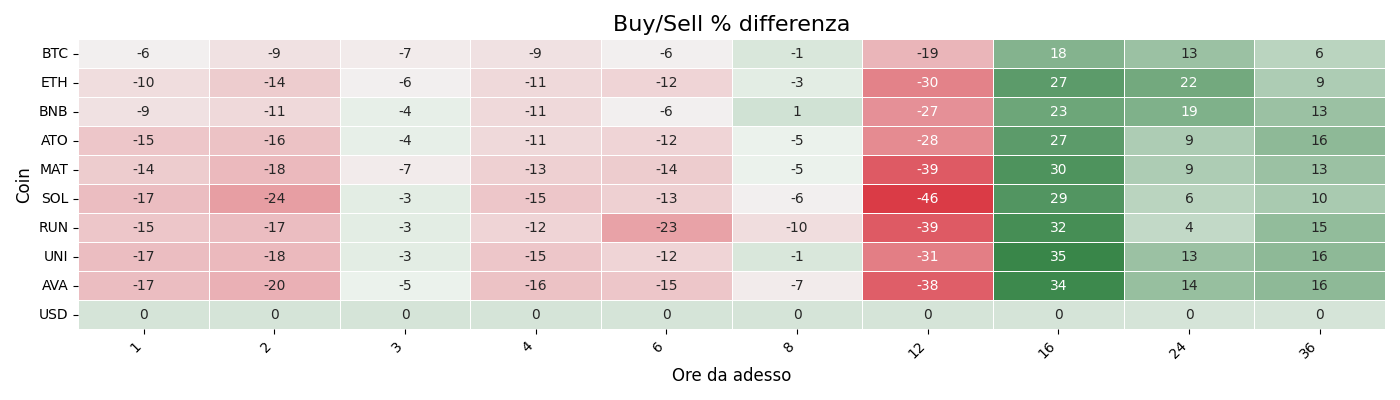 Buy/Sell % differenza
Coin
BTC -6 -9 -7 -9 -6 -1 -19 18 13 6
ETH -10 -14 -6 -11 -12 -3 -30 27 22 9
BNB -9 -11 -4 -11 -6 1 -27 23 19 13
ATO -15 -16 -4 -11 -12 -5 -28 27 9 16
MAT -14 -18 -7 -13 -14 -5 -39 30 9 13
SOL -17 -24 -3 -15 -13 -6 -46 29 6 10
RUN -15 -17 -3 -12 -23 -10 -39 32 4 15
UNI -17 -18 -3 -15 -12 -1 -31 35 13 16
AVA -17 -20 -5 -16 -15 -7 -38 34 14 16
USD 0 0 0 0 0 0 0 0 0 0
1 2 3 4 6 8 12 16 24 36
Ore da adesso